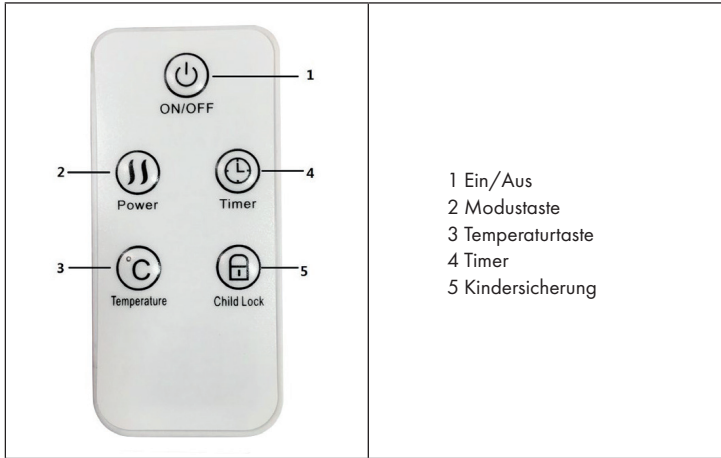 1
ON/OFF
2
Power
Timer
4
3
°C
Temperature
Child Lock
5
1 Ein/Aus
2 Modustaste
3 Temperaturtaste
4 Timer
5 Kindersicherung